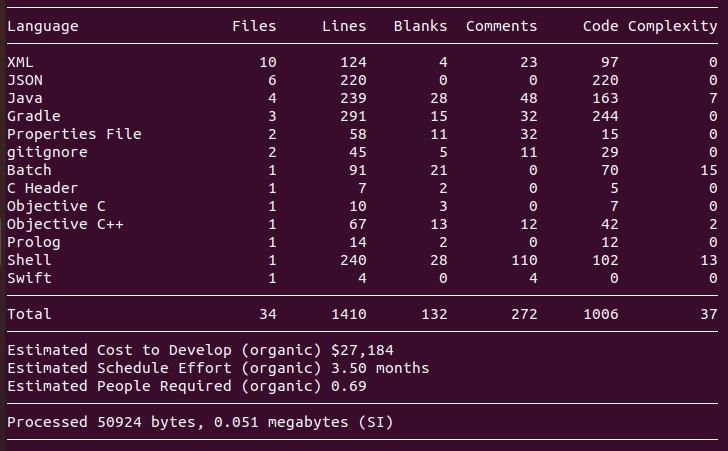 Language Files Lines Blanks Comments Code Complexity
XML 10 124 4 23 97 0
JSON 6 220 0 0 220 0
Java 4 239 28 48 163 7
Gradle 3 291 15 32 244 0
Properties File 2 58 11 32 15 0
gitignore 2 45 5 11 29 0
Batch 1 91 21 0 70 15
C Header 1 7 2 0 5 0
Objective C 1 10 3 0 7 0
Objective C++ 1 67 13 12 42 2
Prolog 1 14 2 0 12 0
Shell 1 240 28 110 102 13
Swift 1 4 0 4 0 0
Total 34 1410 132 272 1006 37
Estimated Cost to Develop (organic) $27,184
Estimated Schedule Effort (organic) 3.50 months
Estimated People Required (organic) 0.69
Processed 50924 bytes, 0.051 megabytes (SI)